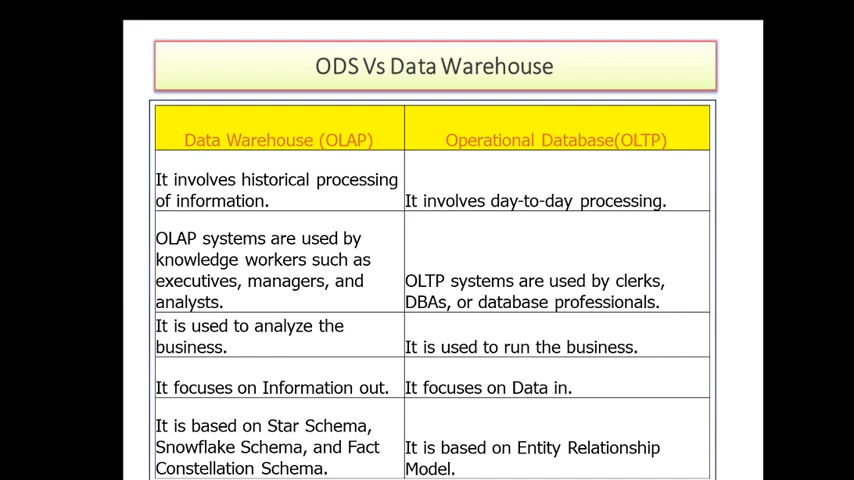 ODS Vs Data Warehouse
Data Warehouse (OLAP)
Operational Database(OLTP)
It involves historical processing
of information.
It involves day-to-day processing.
OLAP systems are used by
knowledge workers such as
executives, managers, and
analysts.
OLTP systems are used by clerks,
DBAs, or database professionals.
It is used to analyze the
business.
It is used to run the business.
It focuses on Information out.
It focuses on Data in.
It is based on Star Schema,
Snowflake Schema, and Fact
Constellation Schema.
It is based on Entity Relationship
Model.